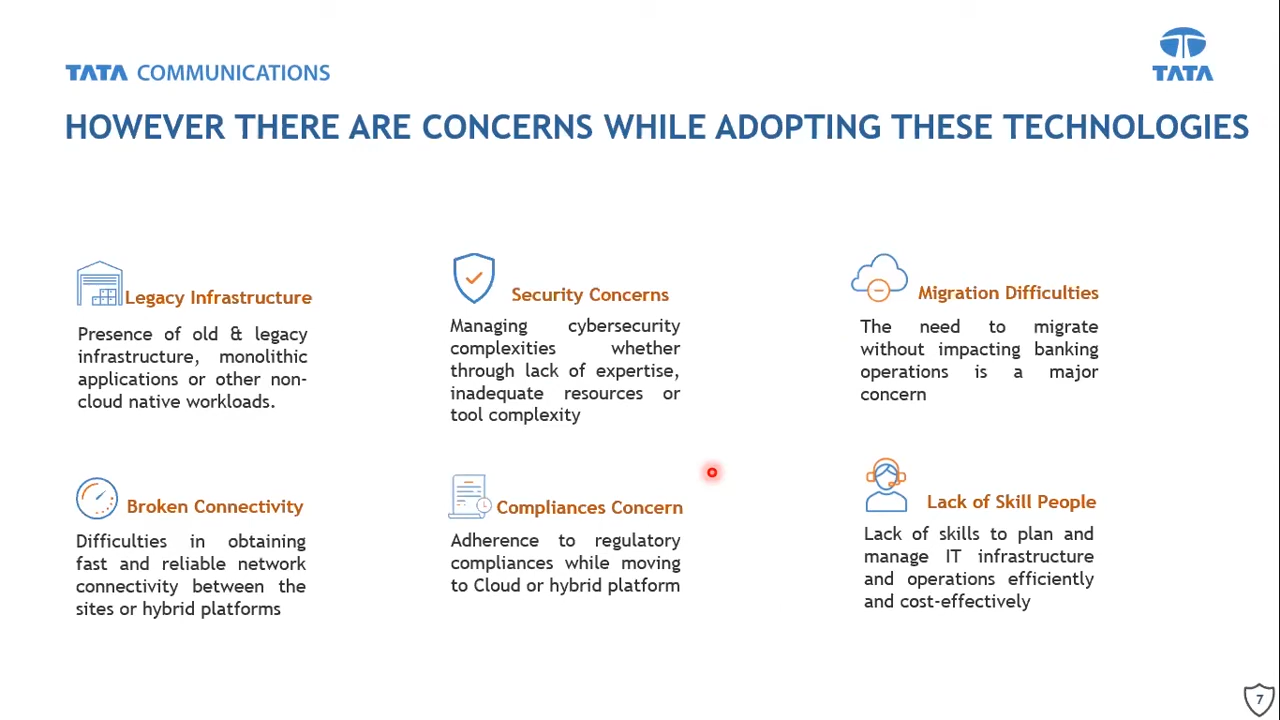 TATA COMMUNICATIONS
TATA
HOWEVER THERE ARE CONCERNS WHILE ADOPTING THESE TECHNOLOGIES
Legacy Infrastructure
Presence of old & legacy
infrastructure, monolithic
applications or other non-
cloud native workloads.
Security Concerns
Managing cybersecurity
complexities whether
through lack of expertise,
inadequate resources or
tool complexity
Migration Difficulties
The need to migrate
without impacting banking
operations is a major
concern
Broken Connectivity
Difficulties in obtaining
fast and reliable network
connectivity between the
sites or hybrid platforms
Compliances Concern
Adherence to regulatory
compliances while moving
to Cloud or hybrid platform
Lack of Skill People
Lack of skills to plan and
manage IT infrastructure
and operations efficiently
and cost-effectively
7